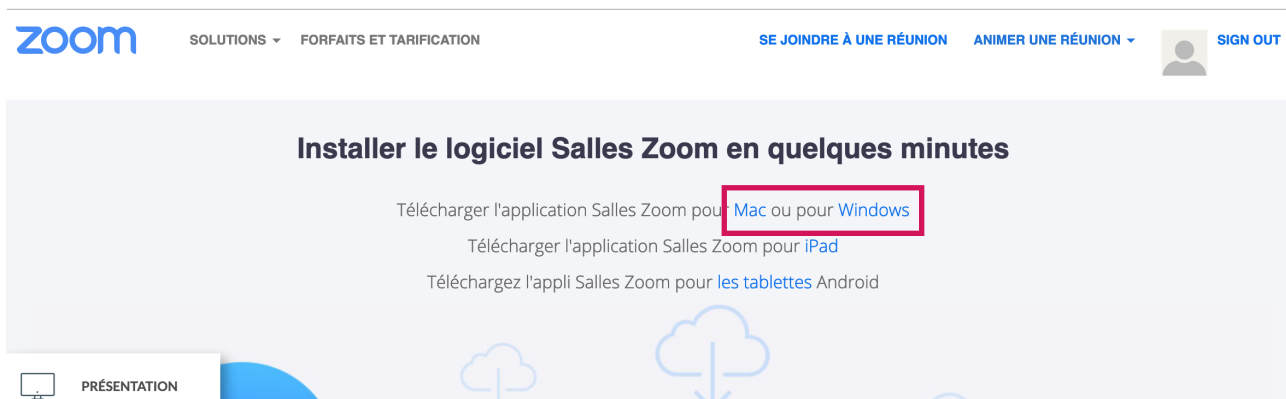 zoom
SOLUTIONS
FORFAITS ET TARIFICATION
SE JOINDRE À UNE RÉUNION
ANIMER UNE RÉUNION
SIGN OUT
Installer le logiciel Salles Zoom en quelques minutes
Télécharger l'application Salles Zoom pour Mac ou pour Windows
Télécharger l'application Salles Zoom pour iPad
Téléchargez l'appli Salles Zoom pour les tablettes Android
PRÉSENTATION